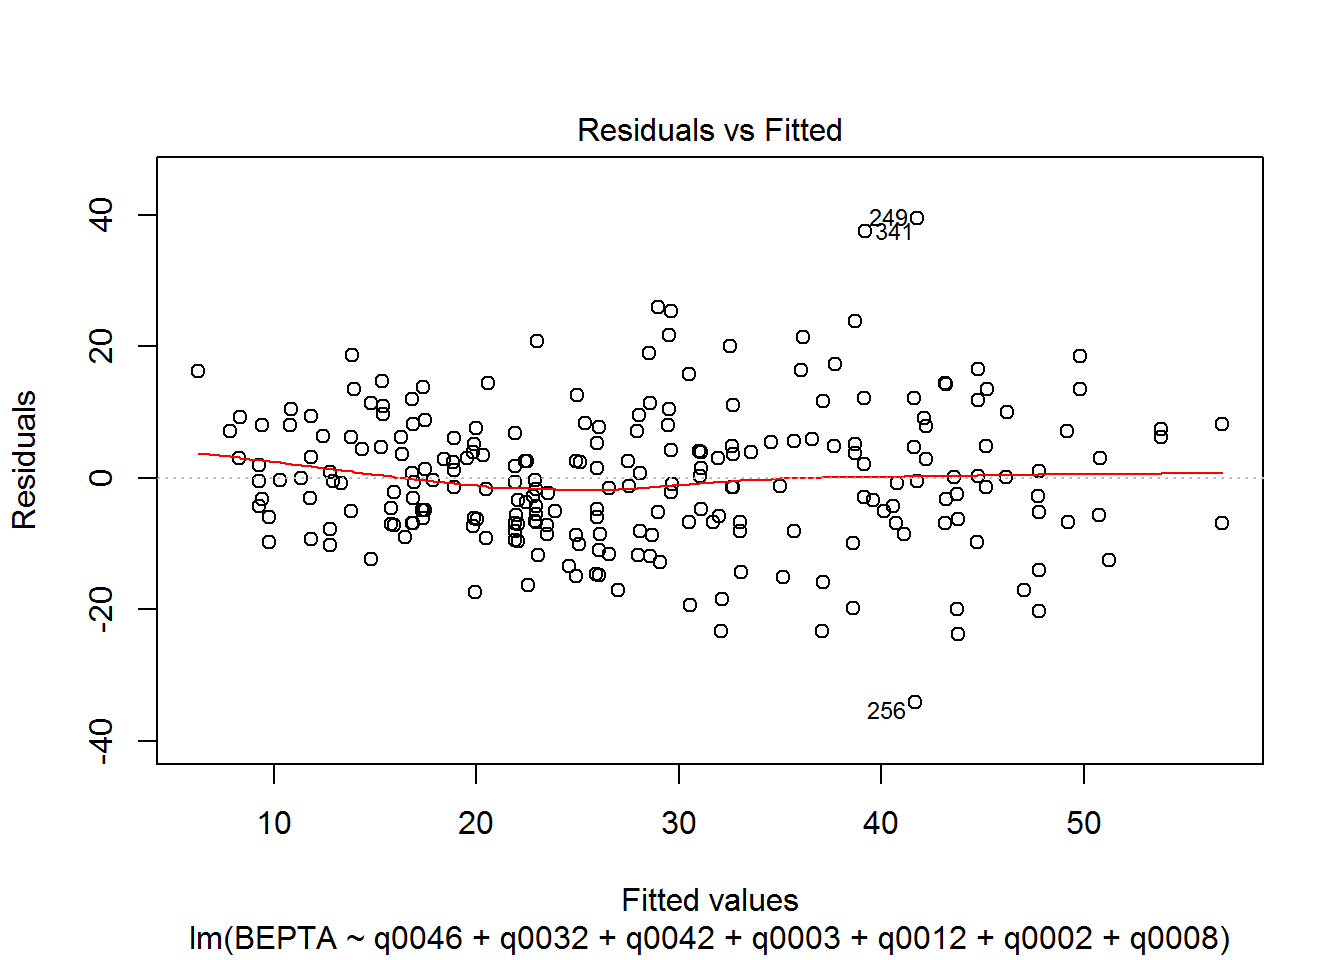 Residuals vs Fitted
Residuals
40
20
0
-20
-40
249
341
256
10 20 30 40 50
Fitted values
lm(BEPTA ~ q0046 + q0032 + q0042 + q0003 + q0012 + q0002 + q0008)